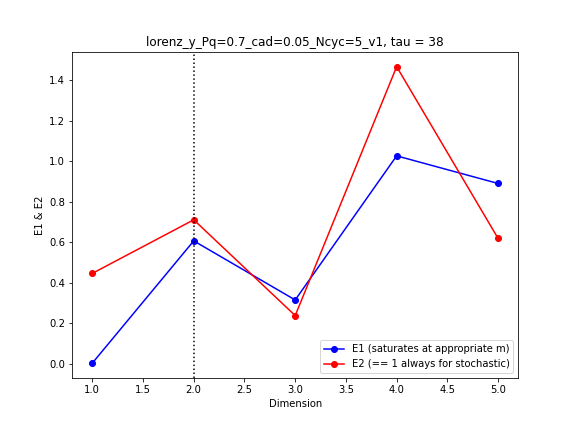 lorenz_y_Pq=0.7_cad=0.05_Ncyc=5_v1, tau = 38
1.4
1.2
1.0
0.8
0.6
0.4
0.2
0.0
E1 & E2
E1 (saturates at appropriate m)
E2 (== 1 always for stochastic)
1.0 1.5 2.0 2.5 3.0 3.5 4.0 4.5 5.0
Dimension